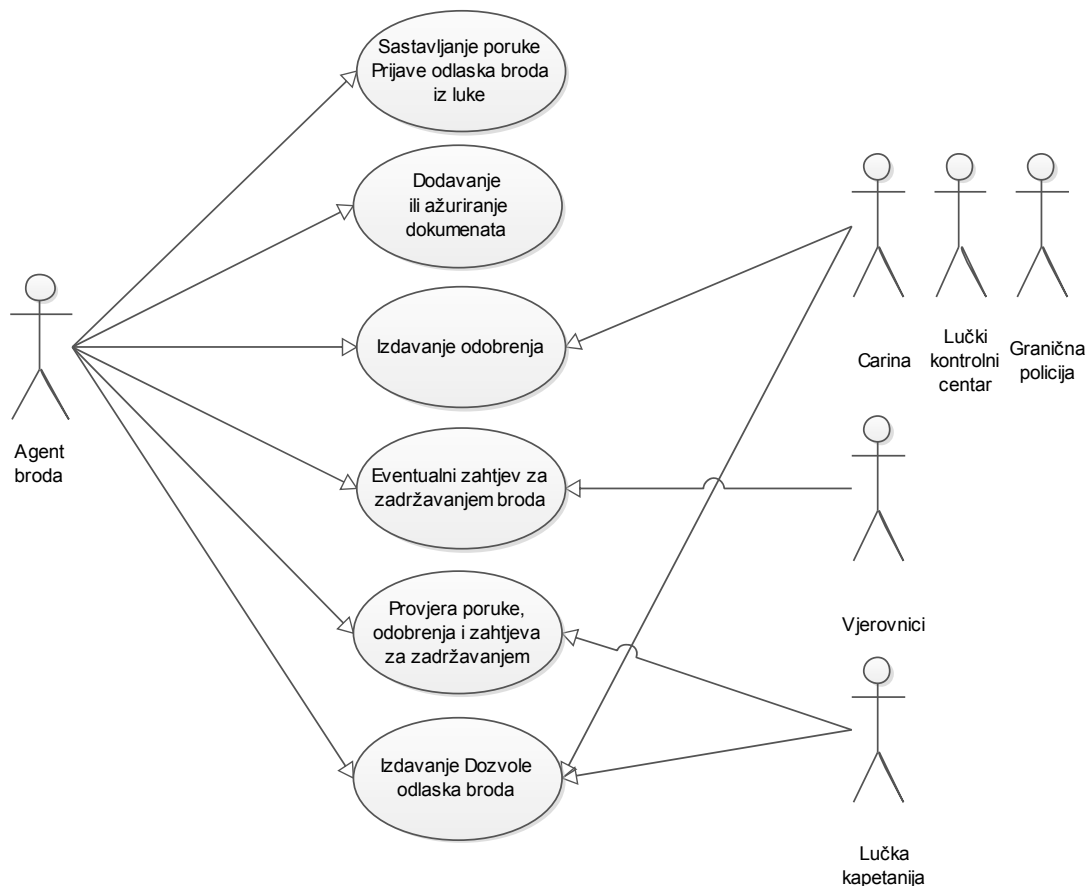 Sastavljanje poruke
Prijave odlaska broda
iz luke
Dodavanje
ili ažuriranje
dokumenata
Izdavanje odobrenja
Eventualni zahtjev za
zadržavanjem broda
Provjera poruke,
odobrenja i zahtjeva
za zadržavanjem
Izdavanje Dozvole
odlaska broda
Agent
broda
Carina
Lučki
kontrolni
centar
Granična
policija
Vjerovnici
Lučka
kapetanija